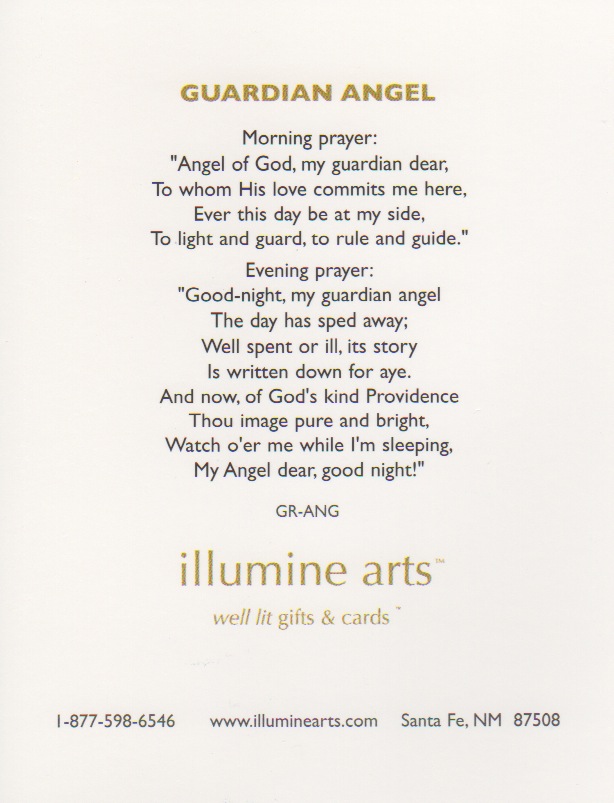 GUARDIAN ANGEL
Morning prayer:
"Angel of God, my guardian dear,
To whom His love commits me here,
Ever this day be at my side,
To light and guard, to rule and guide."
Evening prayer:
"Good-night, my guardian angel
The day has sped away;
Well spent or ill, its story
Is written down for aye.
And now, of God's kind Providence
Thou image pure and bright,
Watch o'er me while I'm sleeping,
My Angel dear, good night!"
GR-ANG
illumine arts™
well lit gifts & cards™
1-877-598-6546 www.illuminearts.com Santa Fe, NM 87508